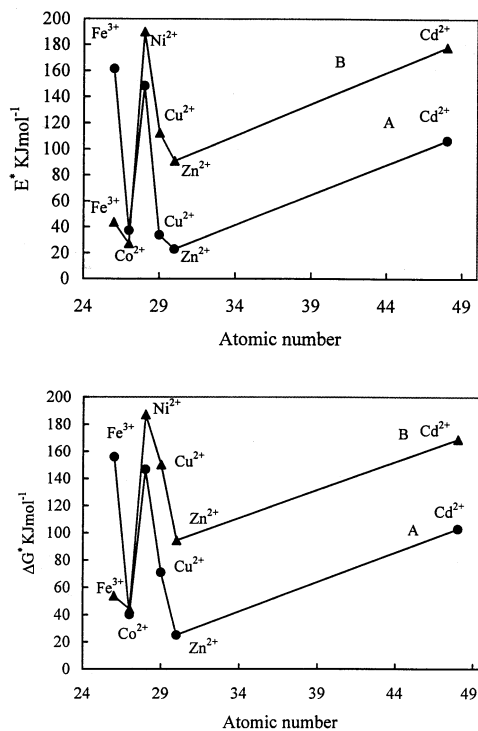 Fe³⁺
Ni²⁺
Cd²⁺
B
Cu²⁺
A
Cd²⁺
Zn²⁺
Fe³⁺
Cu²⁺
Co²⁺
Zn²⁺
200
180
160
140
120
100
80
60
40
20
0
E* KJmol⁻¹
24 29 34 39 44 49
Atomic number
Ni²⁺
Fe³⁺
B
Cd²⁺
Cu²⁺
Zn²⁺
Cd²⁺
A
Cu²⁺
Fe³⁺
Co²⁺
Zn²⁺
200
180
160
140
120
100
80
60
40
20
0
ΔG* KJmol⁻¹
24 29 34 39 44 49
Atomic number